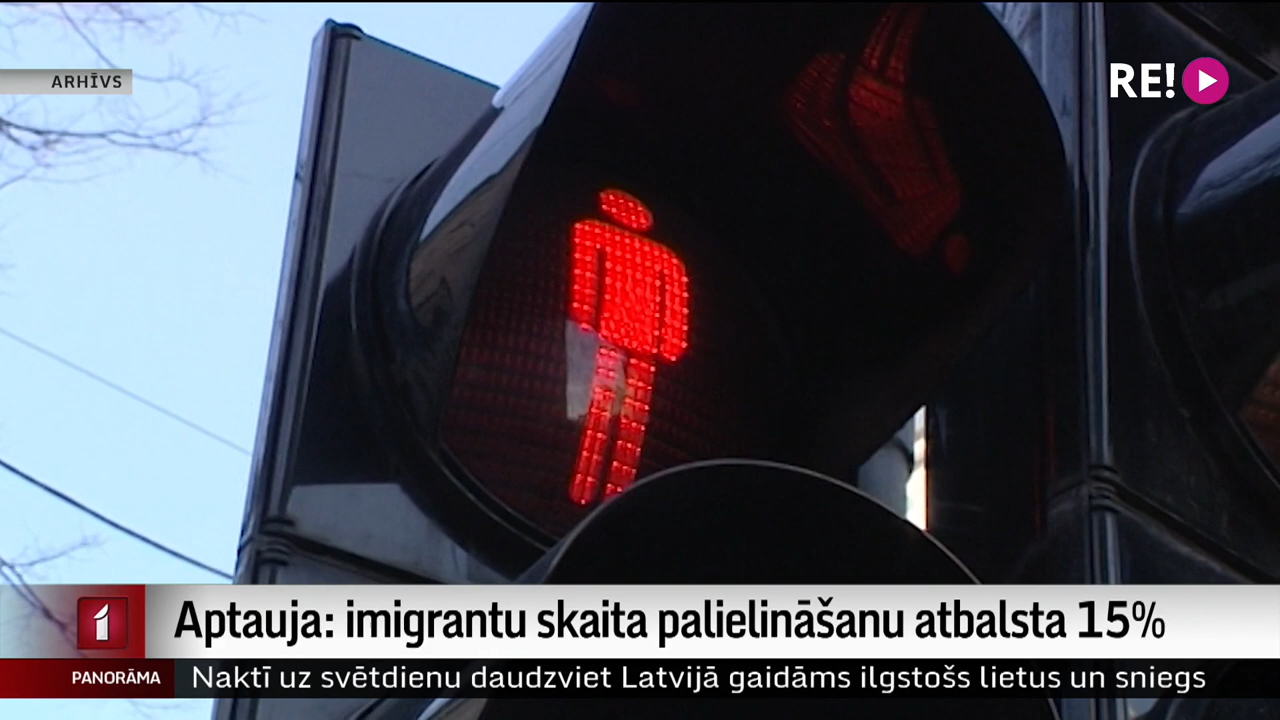 ARHĪVS
RE!
1
Aptauja: imigrantu skaita palielināšanu atbalsta 15%
PANORĀMA
Naktī uz svētdienu daudzviet Latvijā gaidāms ilgstošs lietus un sniegs